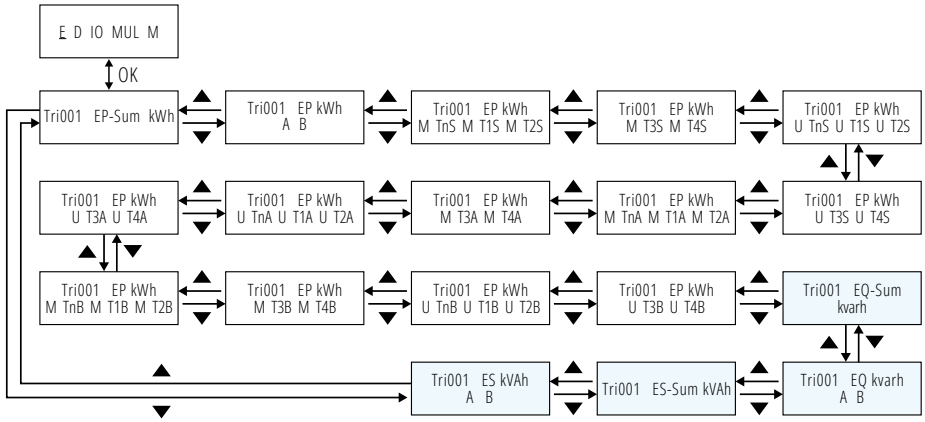 E D IO MUL M
OK
Tri001 EP-Sum kWh
Tri001 EP kWh
A B
Tri001 EP kWh
M TnS M T1S M T2S
Tri001 EP kWh
M T3S M T4S
Tri001 EP kWh
U TnS U T1S U T2S
Tri001 EP kWh
U T3A U T4A
Tri001 EP kWh
U TnA U T1A U T2A
Tri001 EP kWh
M T3A M T4A
Tri001 EP kWh
M TnA M T1A M T2A
Tri001 EP kWh
U T3S U T4S
Tri001 EP kWh
M TnB M T1B M T2B
Tri001 EP kWh
M T3B M T4B
Tri001 EP kWh
U TnB U T1B U T2B
Tri001 EP kWh
U T3B U T4B
Tri001 EQ-Sum
kvarh
Tri001 ES kVAh
A B
Tri001 ES-Sum kVAh
Tri001 EQ kvarh
A B